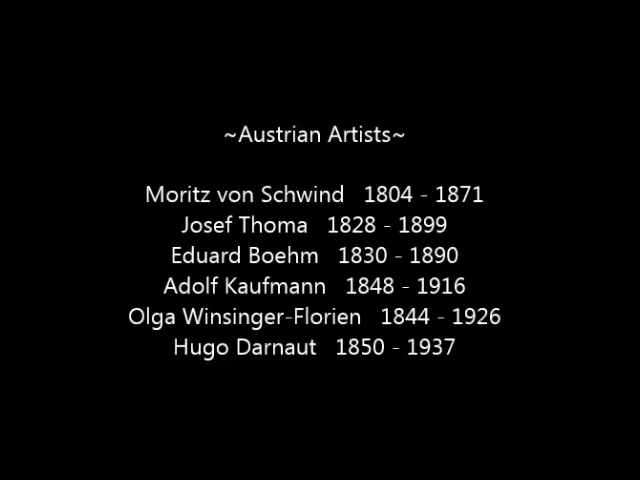 ~Austrian Artists~
Moritz von Schwind 1804 - 1871
Josef Thoma 1828 - 1899
Eduard Boehm 1830 - 1890
Adolf Kaufmann 1848 - 1916
Olga Winsinger-Florien 1844 - 1926
Hugo Darnaut 1850 - 1937